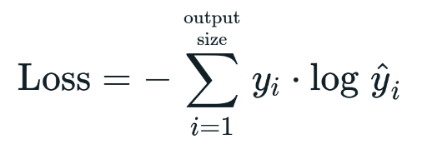 output
size
Loss = − ∑ yᵢ · log ŷᵢ
i=1